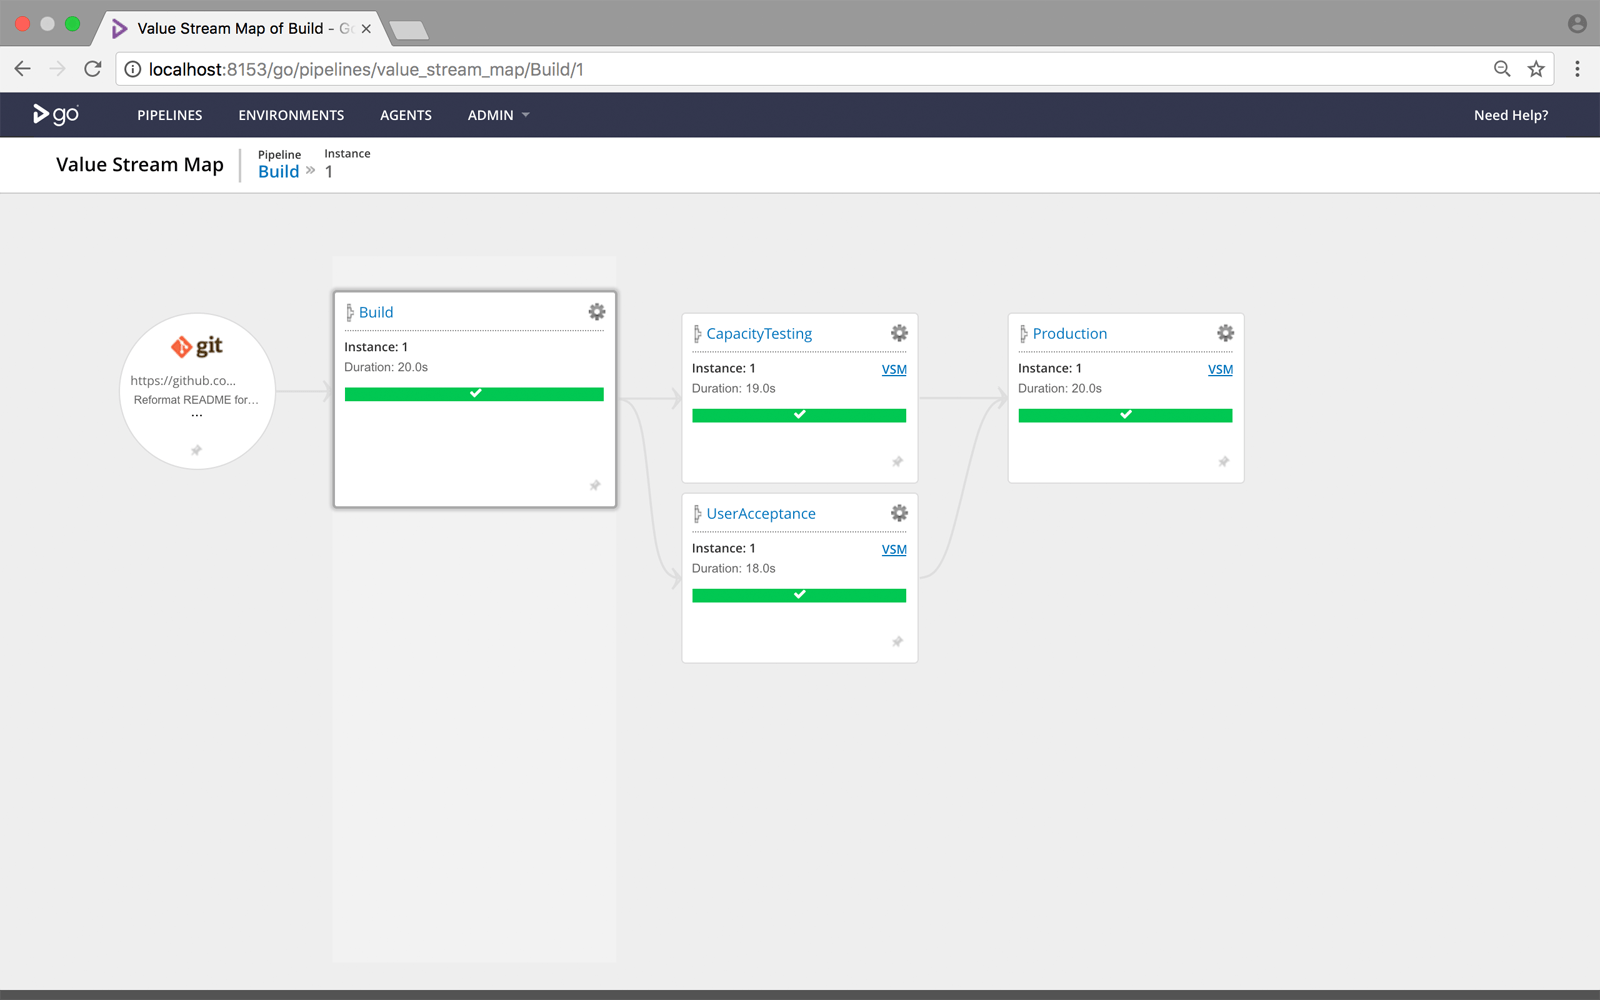 Value Stream Map of Build - Go
localhost:8153/go/pipelines/value_stream_map/Build/1
go PIPELINES ENVIRONMENTS AGENTS ADMIN Need Help?
Value Stream Map
Pipeline Instance
Build » 1
git
https://github.co...
Reformat README for...
...
Build
Instance: 1
Duration: 20.0s
CapacityTesting
Instance: 1 VSM
Duration: 19.0s
UserAcceptance
Instance: 1 VSM
Duration: 18.0s
Production
Instance: 1 VSM
Duration: 20.0s